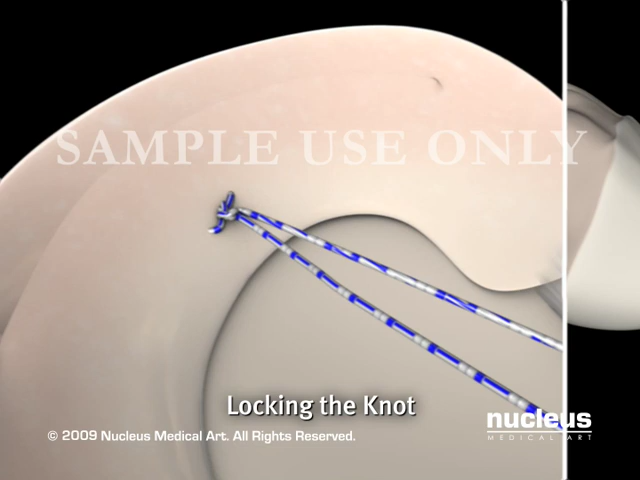 SAMPLE USE ONLY
Locking the Knot
© 2009 Nucleus Medical Art. All Rights Reserved.
nucleus
MEDICAL ART